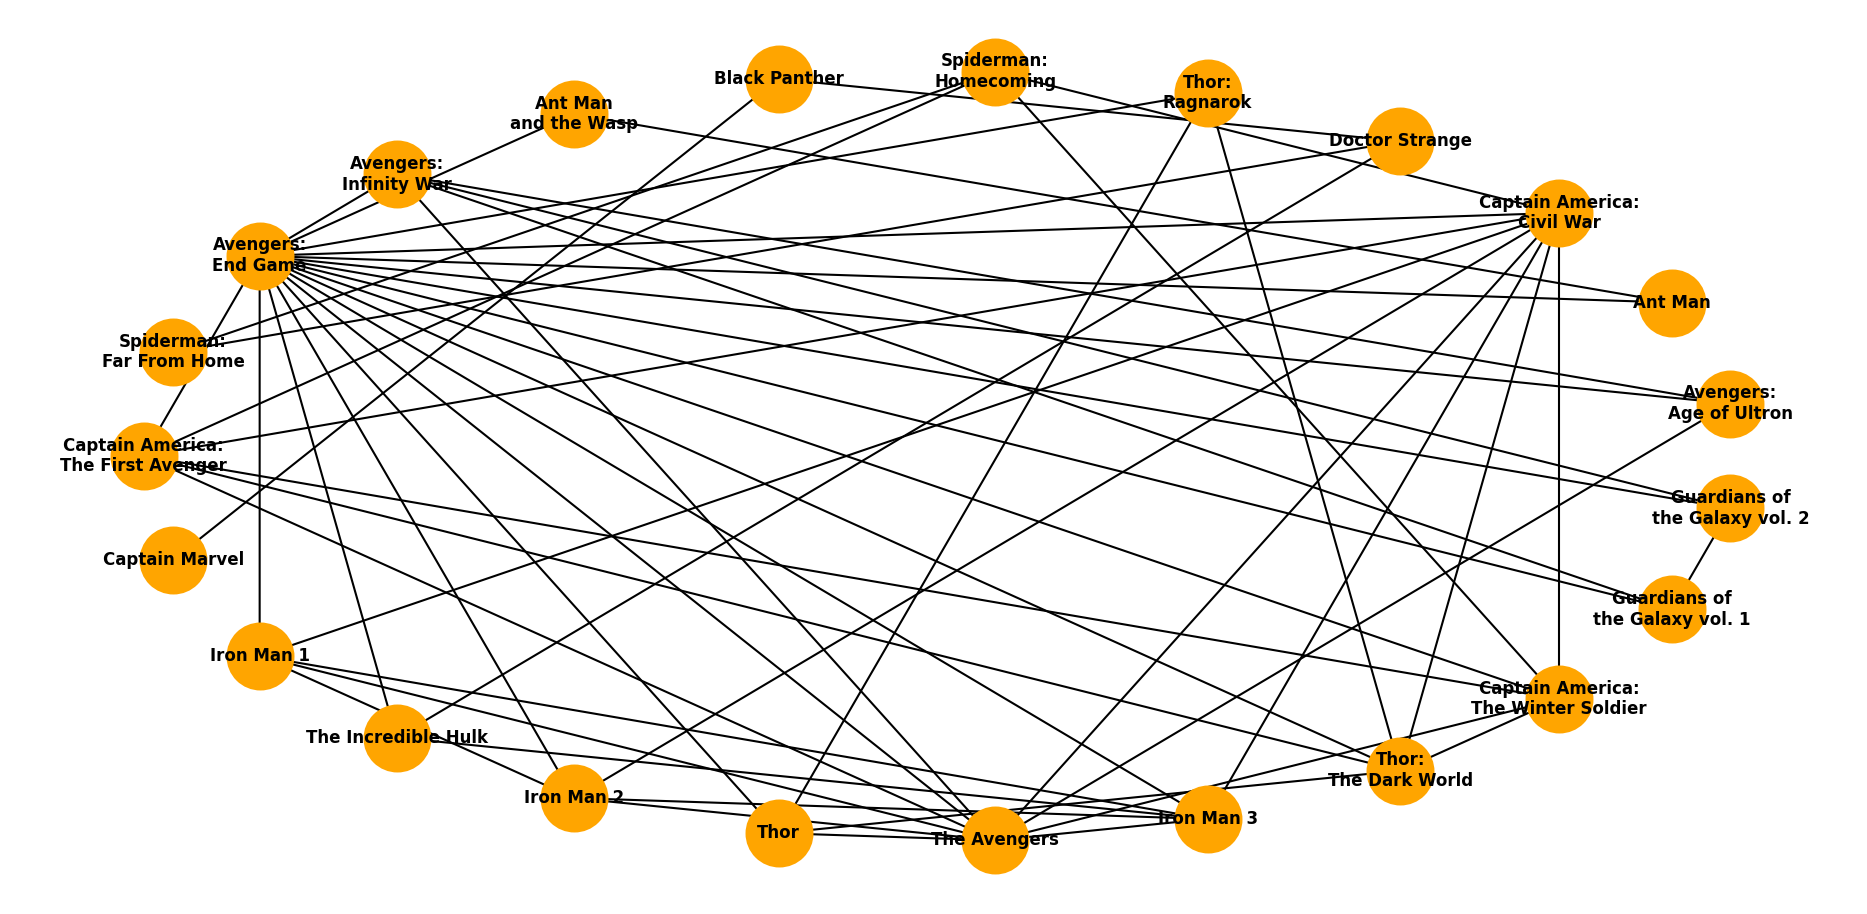 Spiderman:
Homecoming
Black Panther
Thor:
Ragnarok
Ant Man
and the Wasp
Doctor Strange
Avengers:
Infinity War
Captain America:
Civil War
Avengers:
End Game
Ant Man
Spiderman:
Far From Home
Avengers:
Age of Ultron
Captain America:
The First Avenger
Guardians of
the Galaxy vol. 2
Captain Marvel
Guardians of
the Galaxy vol. 1
Iron Man 1
Captain America:
The Winter Soldier
The Incredible Hulk
Thor:
The Dark World
Iron Man 2
Iron Man 3
Thor
The Avengers